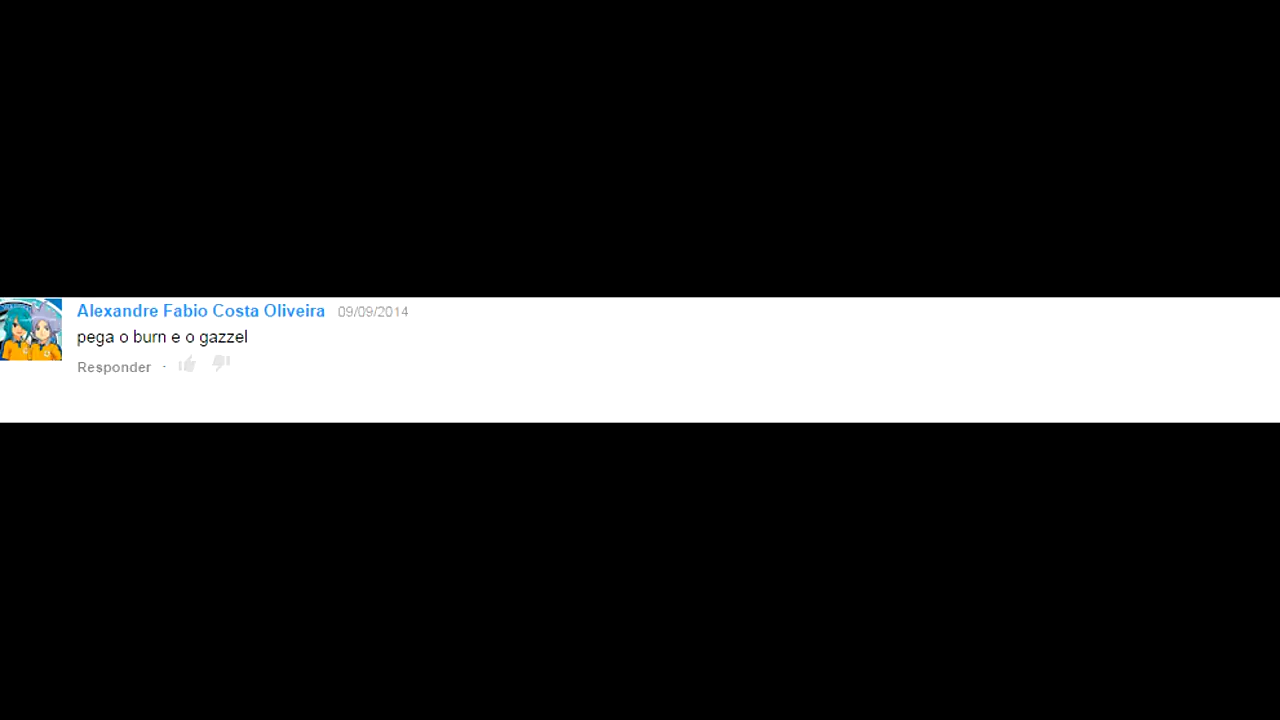 Alexandre Fabio Costa Oliveira 09/09/2014
pega o burn e o gazzel
Responder ·